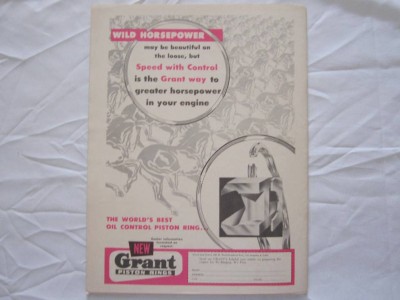 WILD HORSEPOWER
may be beautiful on
the loose, but
Speed with Control
is the Grant way to
greater horsepower
in your engine
THE WORLD'S BEST
OIL CONTROL PISTON RING...
NEW
Grant
PISTON RINGS